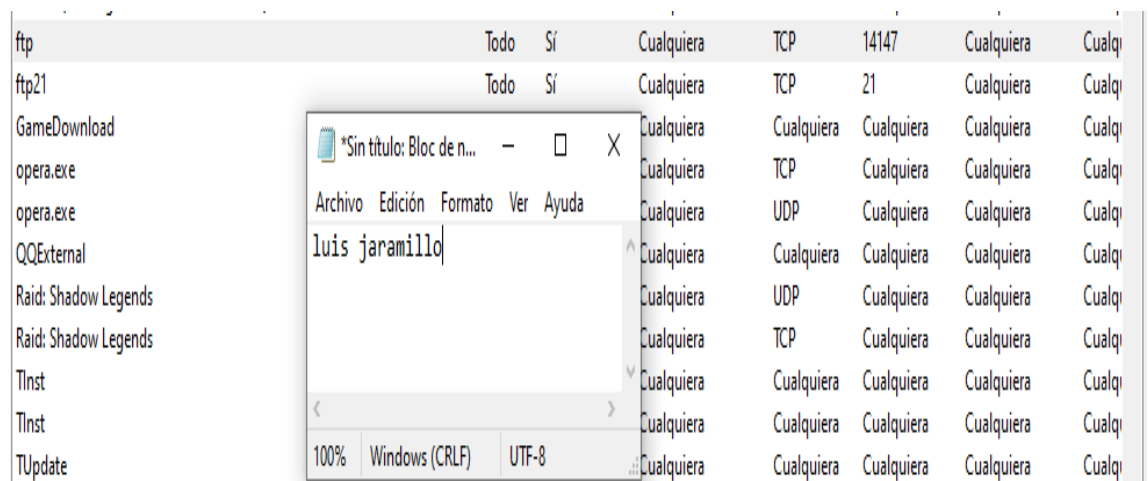 ftp Todo Sí Cualquiera TCP 14147 Cualquiera
ftp21 Todo Sí Cualquiera TCP 21 Cualquiera
GameDownload Cualquiera Cualquiera Cualquiera Cualquiera
opera.exe Cualquiera TCP Cualquiera Cualquiera
opera.exe Cualquiera UDP Cualquiera Cualquiera
QQExternal Cualquiera Cualquiera Cualquiera Cualquiera
Raid: Shadow Legends Cualquiera UDP Cualquiera Cualquiera
Raid: Shadow Legends Cualquiera TCP Cualquiera Cualquiera
TInst Cualquiera Cualquiera Cualquiera Cualquiera
TInst Cualquiera Cualquiera Cualquiera Cualquiera
TUpdate Cualquiera Cualquiera Cualquiera Cualquiera
*Sin título: Bloc de n...
Archivo Edición Formato Ver Ayuda
luis jaramillo
100% Windows (CRLF) UTF-8